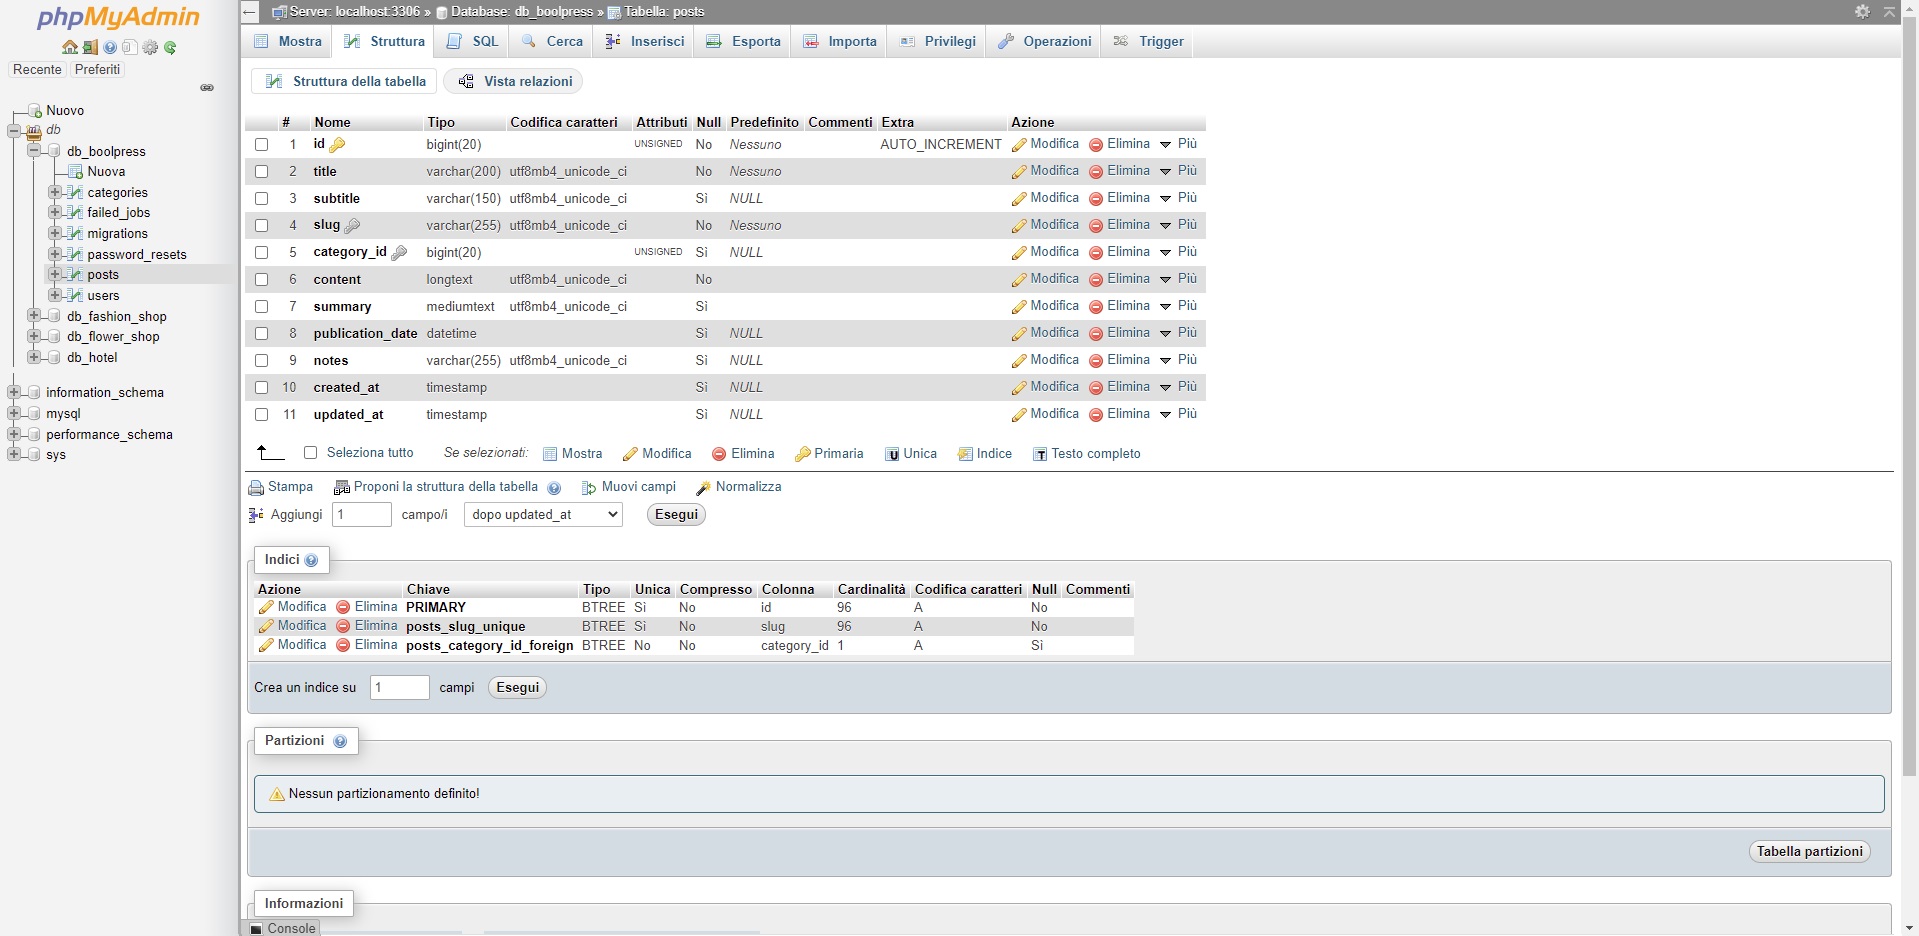 phpMyAdmin
Recente Preferiti
Nuovo
db
db_boolpress
Nuova
categories
failed_jobs
migrations
password_resets
posts
users
db_fashion_shop
db_flower_shop
db_hotel
information_schema
mysql
performance_schema
sys
Server: localhost:3306 » Database: db_boolpress » Tabella: posts
Mostra Struttura SQL Cerca Inserisci Esporta Importa Privilegi Operazioni Trigger
Struttura della tabella Vista relazioni
# Nome Tipo Codifica caratteri Attributi Null Predefinito Commenti Extra Azione
1 id bigint(20) UNSIGNED No Nessuno AUTO_INCREMENT Modifica Elimina Più
2 title varchar(200) utf8mb4_unicode_ci No Nessuno Modifica Elimina Più
3 subtitle varchar(150) utf8mb4_unicode_ci Sì NULL Modifica Elimina Più
4 slug varchar(255) utf8mb4_unicode_ci No Nessuno Modifica Elimina Più
5 category_id bigint(20) UNSIGNED Sì NULL Modifica Elimina Più
6 content longtext utf8mb4_unicode_ci No Modifica Elimina Più
7 summary mediumtext utf8mb4_unicode_ci Sì Modifica Elimina Più
8 publication_date datetime Sì NULL Modifica Elimina Più
9 notes varchar(255) utf8mb4_unicode_ci Sì NULL Modifica Elimina Più
10 created_at timestamp Sì NULL Modifica Elimina Più
11 updated_at timestamp Sì NULL Modifica Elimina Più
Seleziona tutto Se selezionati: Mostra Modifica Elimina Primaria Unica Indice Testo completo
Stampa Proponi la struttura della tabella Muovi campi Normalizza
Aggiungi 1 campo/i dopo updated_at Esegui
Indici
Azione Chiave Tipo Unica Compresso Colonna Cardinalità Codifica caratteri Null Commenti
Modifica Elimina PRIMARY BTREE Sì No id 96 A No
Modifica Elimina posts_slug_unique BTREE Sì No slug 96 A No
Modifica Elimina posts_category_id_foreign BTREE No No category_id 1 A Sì
Crea un indice su 1 campi Esegui
Partizioni
Nessun partizionamento definito!
Tabella partizioni
Informazioni
Console